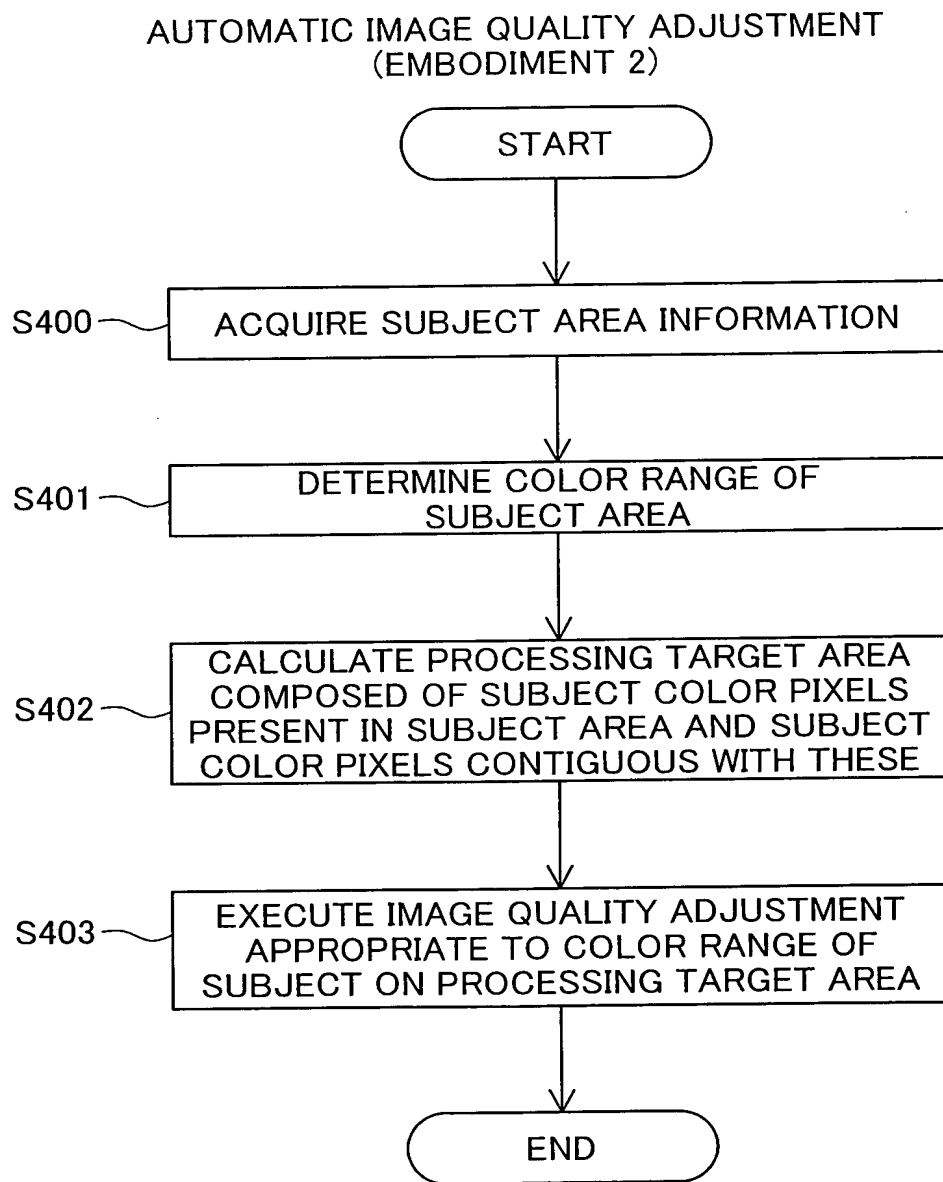 AUTOMATIC IMAGE QUALITY ADJUSTMENT
(EMBODIMENT 2)
START
S400
ACQUIRE SUBJECT AREA INFORMATION
S401
DETERMINE COLOR RANGE OF
SUBJECT AREA
S402
CALCULATE PROCESSING TARGET AREA
COMPOSED OF SUBJECT COLOR PIXELS
PRESENT IN SUBJECT AREA AND SUBJECT
COLOR PIXELS CONTIGUOUS WITH THESE
S403
EXECUTE IMAGE QUALITY ADJUSTMENT
APPROPRIATE TO COLOR RANGE OF
SUBJECT ON PROCESSING TARGET AREA
END